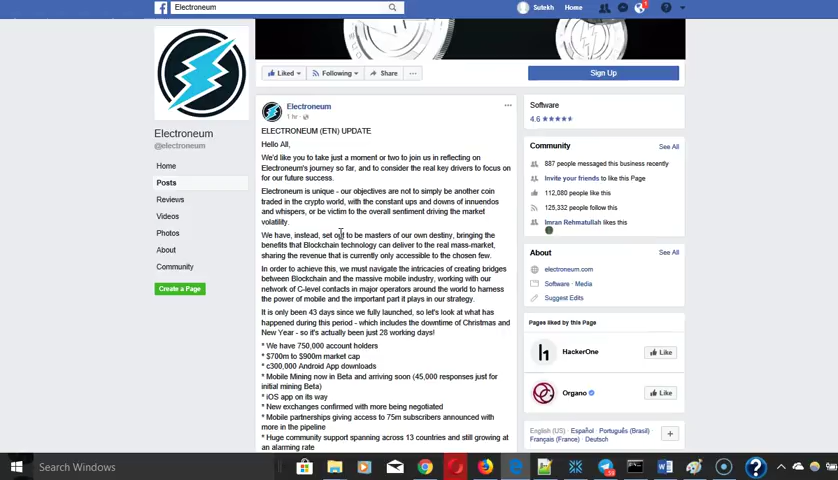 Electroneum
Sutekh Home
Liked Following Share ···
Sign Up
Electroneum
@electroneum
Home
Posts
Reviews
Videos
Photos
About
Community
Create a Page
Electroneum
1 hr ·
ELECTRONEUM (ETN) UPDATE
Hello All,
We'd like you to take just a moment or two to join us in reflecting on
Electroneum's journey so far, and to consider the real key drivers to focus on
for our future success.
Electroneum is unique - our objectives are not to simply be another coin
traded in the crypto world, with the constant ups and downs of innuendos
and whispers, or be victim to the overall sentiment driving the market
volatility.
We have, instead, set out to be masters of our own destiny, bringing the
benefits that Blockchain technology can deliver to the real mass-market,
sharing the revenue that is currently only accessible to the chosen few.
In order to achieve this, we must navigate the intricacies of creating bridges
between Blockchain and the massive mobile industry, working with our
network of C-level contacts in major operators around the world to harness
the power of mobile and the important part it plays in our strategy.
It is only been 43 days since we fully launched, so let's look at what has
happened during this period - which includes the downtime of Christmas and
New Year - so it's actually been just 28 working days!
* We have 750,000 account holders
* $700m to $900m market cap
* c300,000 Android App downloads
* Mobile Mining now in Beta and arriving soon (45,000 responses just for
initial mining Beta)
* iOS app on its way
* New exchanges confirmed with more being negotiated
* Mobile partnerships giving access to 75m subscribers announced with
more in the pipeline
* Huge community support spanning across 13 countries and still growing at
an alarming rate
Software
4.6
Community See All
887 people messaged this business recently
Invite your friends to like this Page
112,080 people like this
125,332 people follow this
Imran Rehmatullah likes this
About See All
electroneum.com
Software · Media
Suggest Edits
Pages liked by this Page
HackerOne Like
Organo Like
English (US) · Español · Português (Brasil) ·
Français (France) · Deutsch
Search Windows